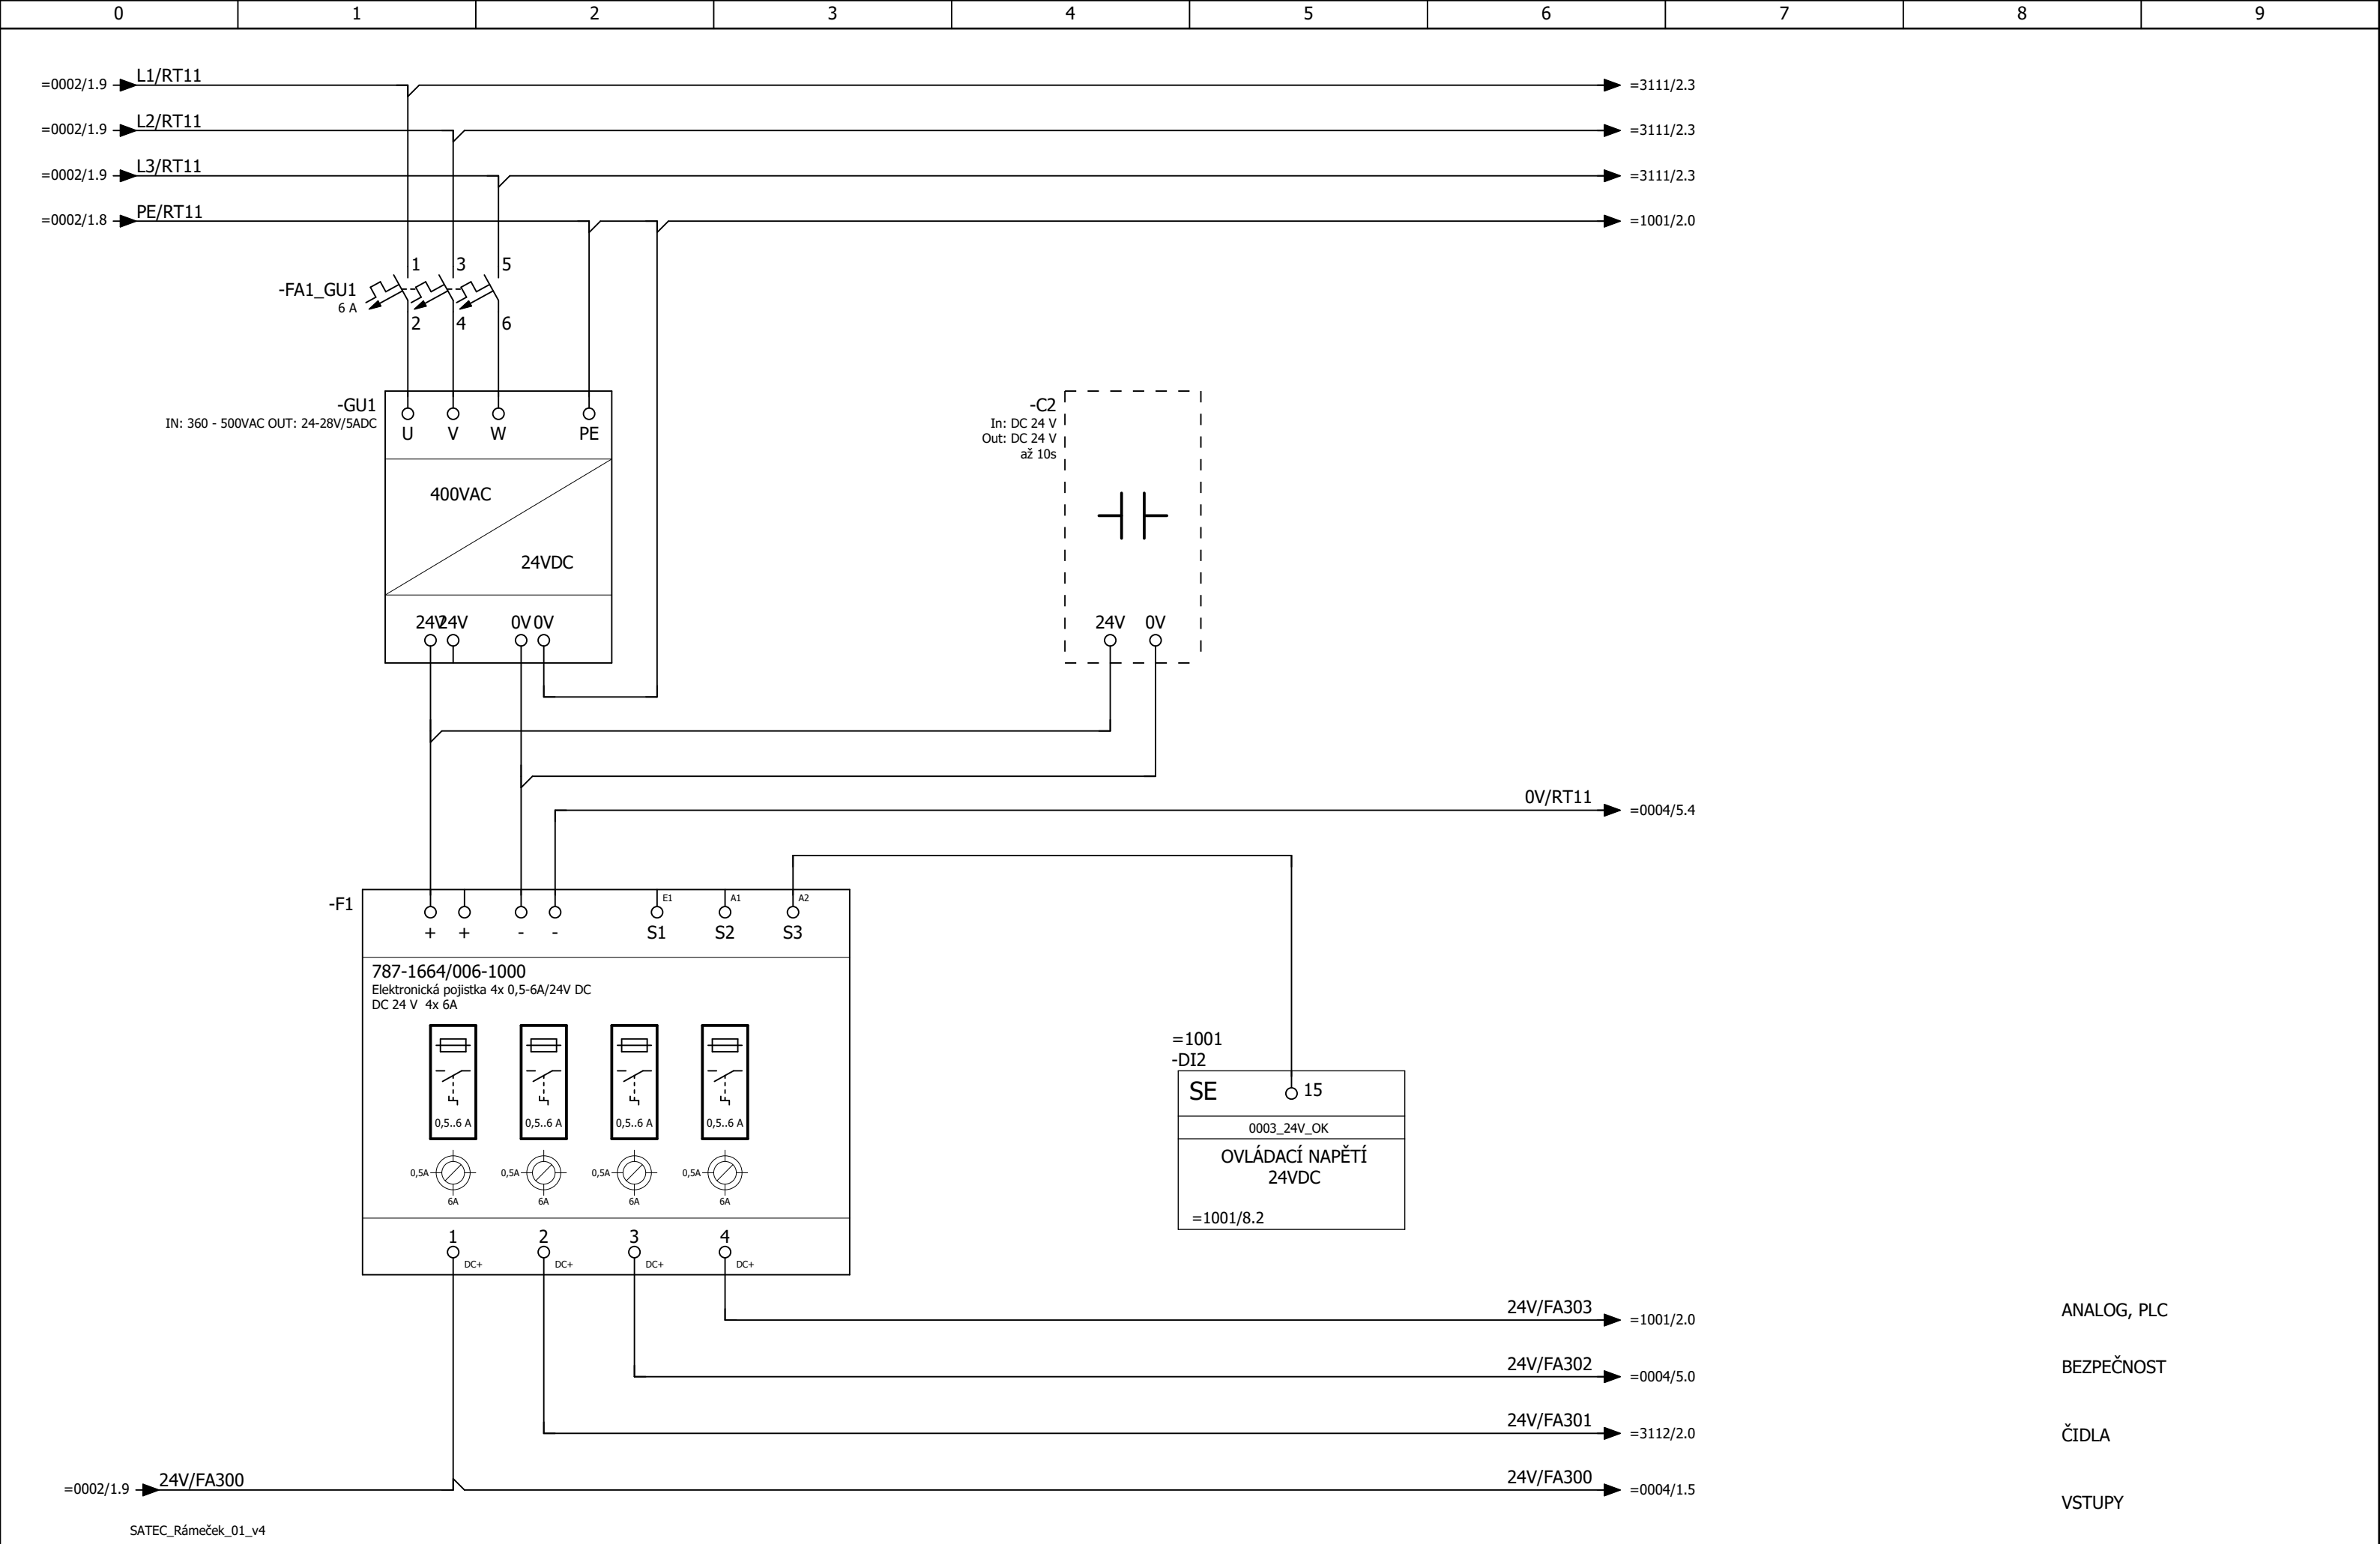 0 1 2 3 4 5 6 7 8 9
=0002/1.9 L1/RT11 =3111/2.3
=0002/1.9 L2/RT11 =3111/2.3
=0002/1.9 L3/RT11 =3111/2.3
=0002/1.8 PE/RT11 =1001/2.0
1 3 5
-FA1_GU1
6 A
2 4 6
-GU1
IN: 360 - 500VAC OUT: 24-28V/5ADC
U V W PE
400VAC
24VDC
24V 24V 0V 0V
-C2
In: DC 24 V
Out: DC 24 V
až 10s
24V 0V
0V/RT11 =0004/5.4
-F1
E1 A1 A2
+ + - - S1 S2 S3
787-1664/006-1000
Elektronická pojistka 4x 0,5-6A/24V DC
DC 24 V 4x 6A
0,5..6 A 0,5..6 A 0,5..6 A 0,5..6 A
0,5A 0,5A 0,5A 0,5A
6A 6A 6A 6A
1 2 3 4
DC+ DC+ DC+ DC+
=1001
-DI2
SE 15
0003_24V_OK
OVLÁDACÍ NAPĚTÍ
24VDC
=1001/8.2
24V/FA303 =1001/2.0 ANALOG, PLC
24V/FA302 =0004/5.0 BEZPEČNOST
24V/FA301 =3112/2.0 ČIDLA
=0002/1.9 24V/FA300 24V/FA300 =0004/1.5 VSTUPY
SATEC_Rámeček_01_v4